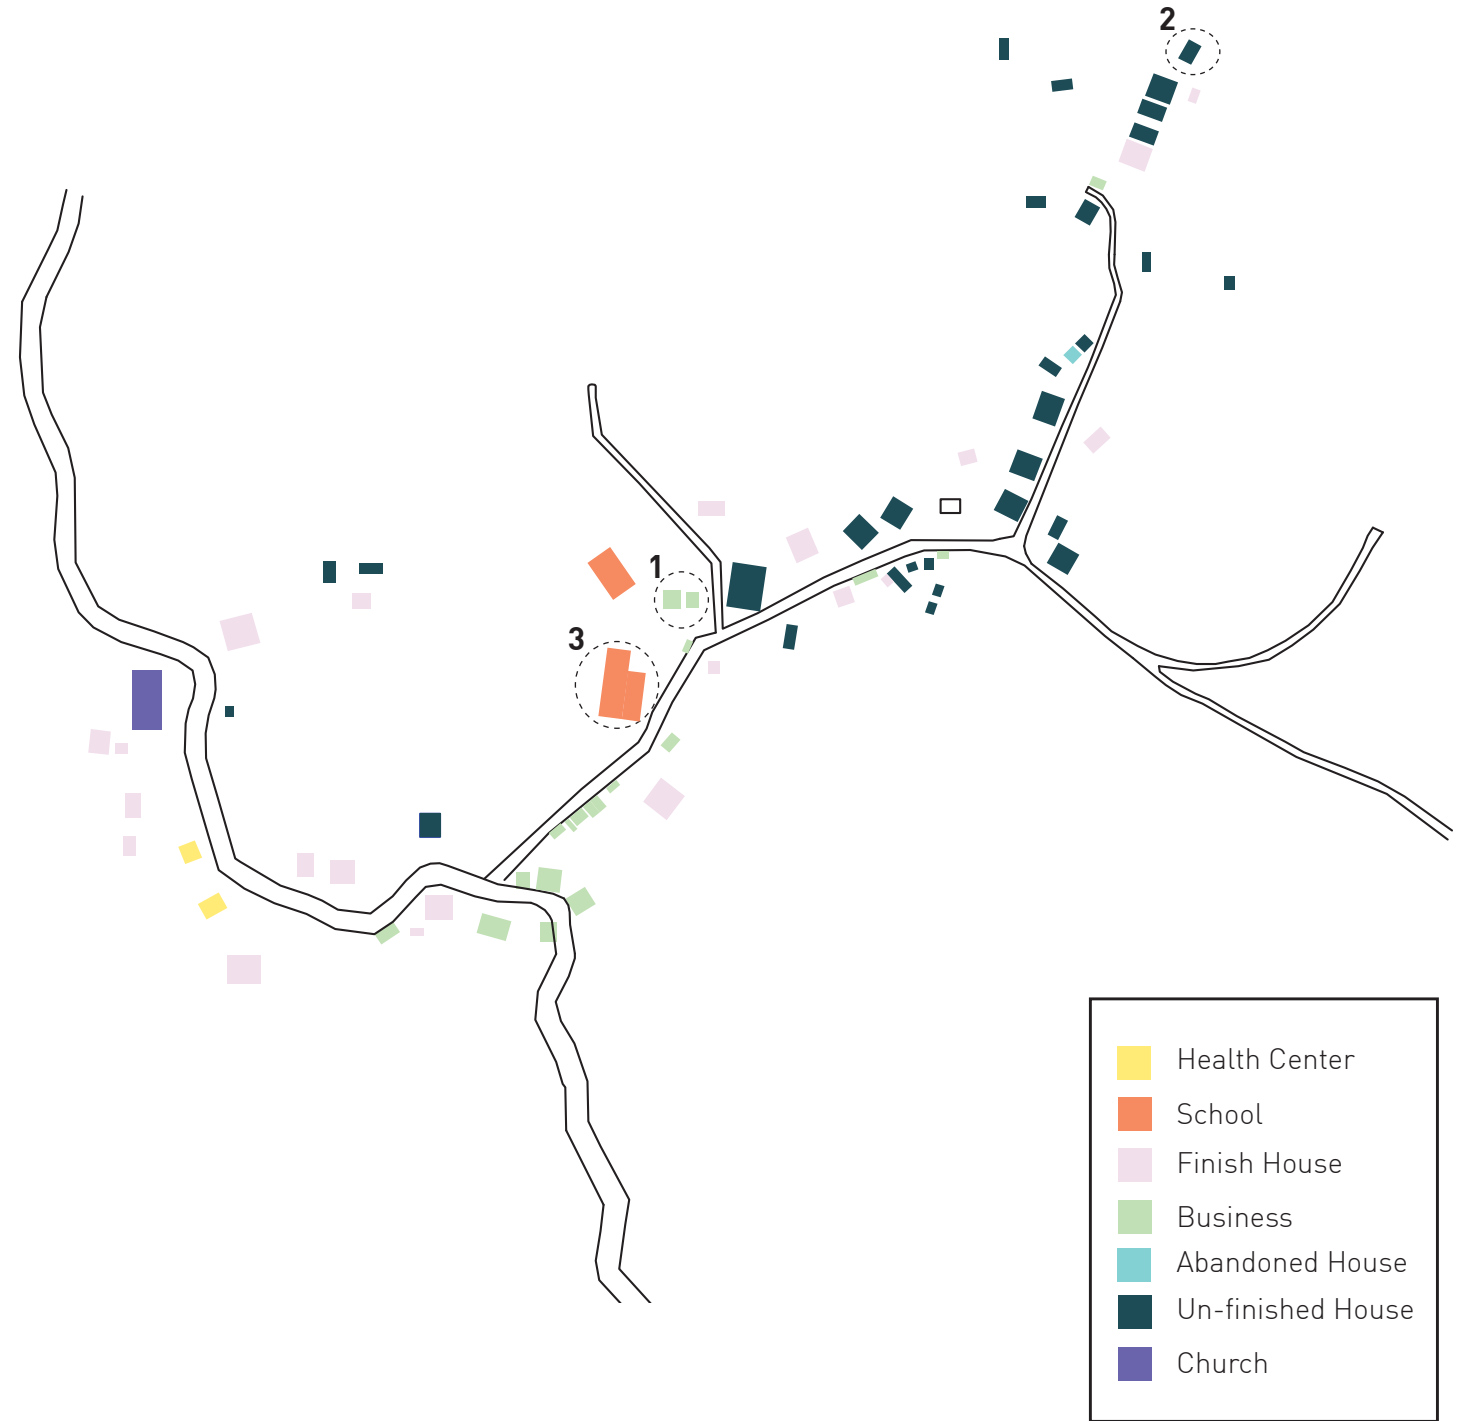 2
1
3
Health Center
School
Finish House
Business
Abandoned House
Un-finished House
Church